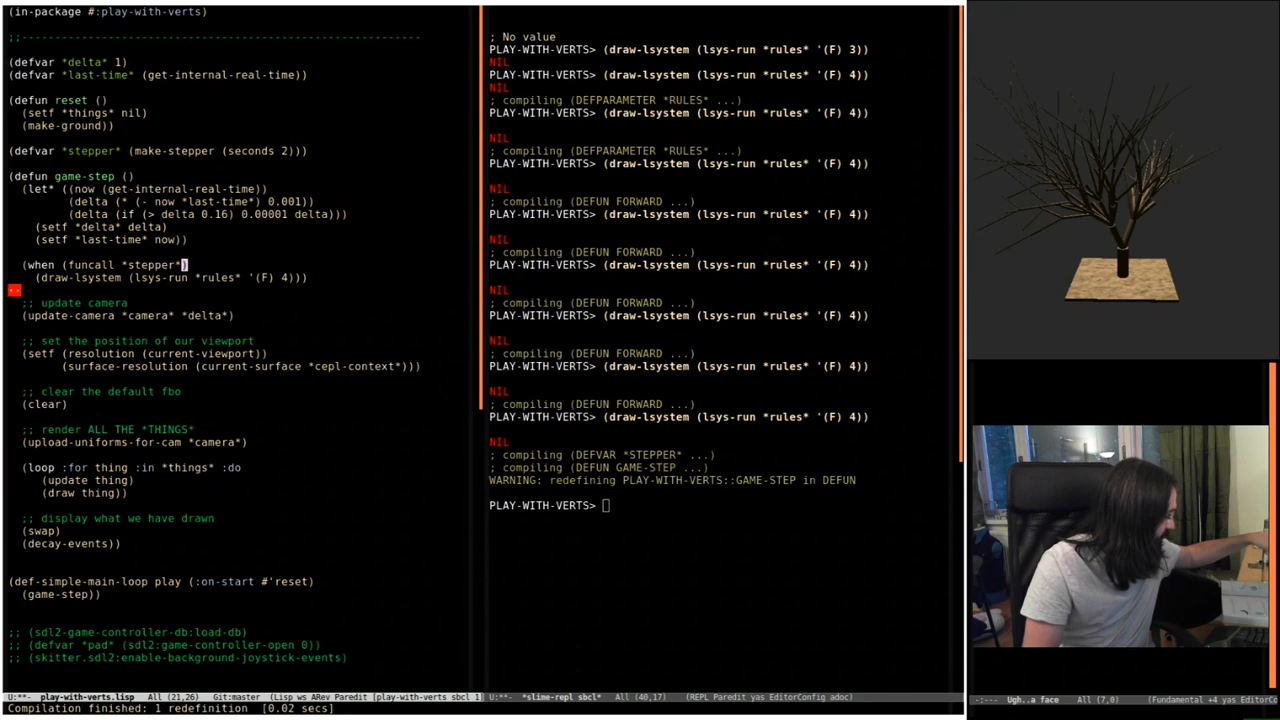 (in-package #:play-with-verts)
;;---------------------------------------------------------------
(defvar *delta* 1)
(defvar *last-time* (get-internal-real-time))
(defun reset ()
(setf *things* nil)
(make-ground))
(defvar *stepper* (make-stepper (seconds 2)))
(defun game-step ()
(let* ((now (get-internal-real-time))
(delta (* (- now *last-time*) 0.001))
(delta (if (> delta 0.16) 0.00001 delta)))
(setf *delta* delta)
(setf *last-time* now))
(when (funcall *stepper*)
(draw-lsystem (lsys-run *rules* '(F) 4)))
;; update camera
(update-camera *camera* *delta*)
;; set the position of our viewport
(setf (resolution (current-viewport))
(surface-resolution (current-surface *cepl-context*)))
;; clear the default fbo
(clear)
;; render ALL THE *THINGS*
(upload-uniforms-for-cam *camera*)
(loop :for thing :in *things* :do
(update thing)
(draw thing))
;; display what we have drawn
(swap)
(decay-events))
(def-simple-main-loop play (:on-start #'reset)
(game-step))
;; (sdl2-game-controller-db:load-db)
;; (defvar *pad* (sdl2:game-controller-open 0))
;; (skitter.sdl2:enable-background-joystick-events)
U:**- play-with-verts.lisp All (21,26) Git:master (Lisp ws ARev Paredit [play-with-verts sbcl 1]
Compilation finished: 1 redefinition [0.02 secs]
; No value
PLAY-WITH-VERTS> (draw-lsystem (lsys-run *rules* '(F) 3))
NIL
PLAY-WITH-VERTS> (draw-lsystem (lsys-run *rules* '(F) 4))
NIL
; compiling (DEFPARAMETER *RULES* ...)
PLAY-WITH-VERTS> (draw-lsystem (lsys-run *rules* '(F) 4))
NIL
; compiling (DEFPARAMETER *RULES* ...)
PLAY-WITH-VERTS> (draw-lsystem (lsys-run *rules* '(F) 4))
NIL
; compiling (DEFUN FORWARD ...)
PLAY-WITH-VERTS> (draw-lsystem (lsys-run *rules* '(F) 4))
NIL
; compiling (DEFUN FORWARD ...)
PLAY-WITH-VERTS> (draw-lsystem (lsys-run *rules* '(F) 4))
NIL
; compiling (DEFUN FORWARD ...)
PLAY-WITH-VERTS> (draw-lsystem (lsys-run *rules* '(F) 4))
NIL
; compiling (DEFUN FORWARD ...)
PLAY-WITH-VERTS> (draw-lsystem (lsys-run *rules* '(F) 4))
NIL
; compiling (DEFUN FORWARD ...)
PLAY-WITH-VERTS> (draw-lsystem (lsys-run *rules* '(F) 4))
NIL
; compiling (DEFVAR *STEPPER* ...)
; compiling (DEFUN GAME-STEP ...)
WARNING: redefining PLAY-WITH-VERTS::GAME-STEP in DEFUN
PLAY-WITH-VERTS>
U:**- *slime-repl sbcl* All (40,17) (REPL Paredit yas EditorConfig adoc)
-:--- Ugh..a face All (7,0) (Fundamental +4 yas EditorCo